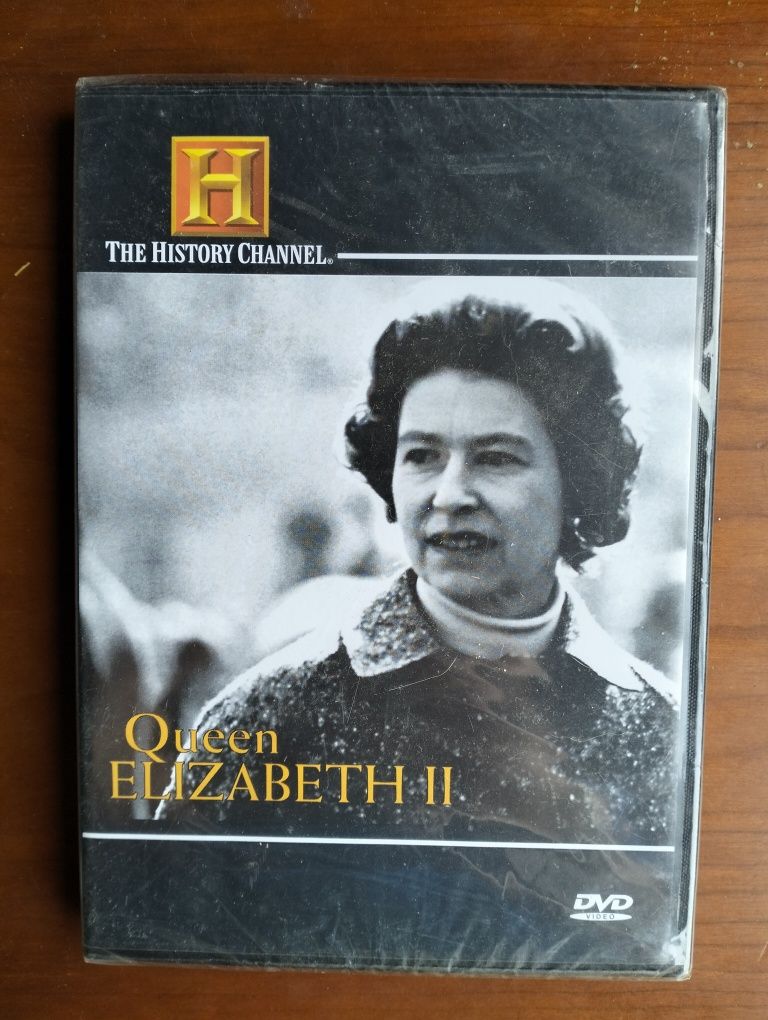 H
THE HISTORY CHANNEL®
Queen
ELIZABETH II
DVD
VIDEO